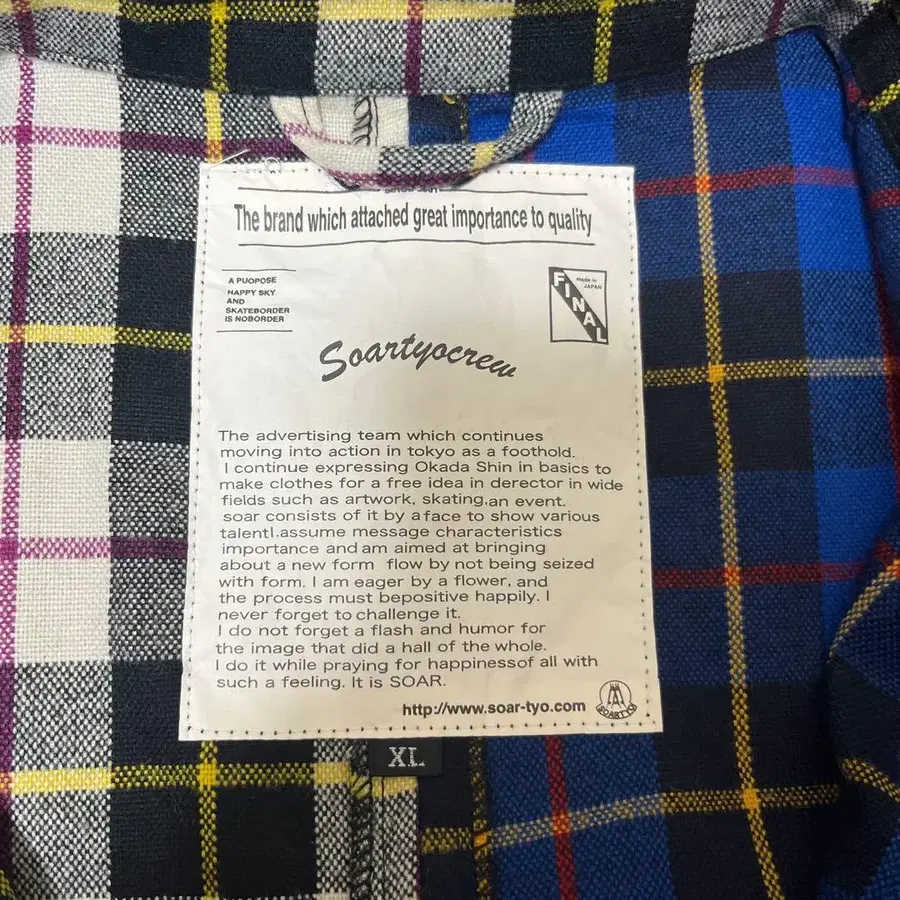 The brand which attached great importance to quality
A PUOPOSE
HAPPY SKY
AND
SKATEBORDER
IS NOBORDER
made in
JAPAN
FINAL
Soartyocrew
The advertising team which continues
moving into action in tokyo as a foothold.
I continue expressing Okada Shin in basics to
make clothes for a free idea in derector in wide
fields such as artwork, skating,an event.
soar consists of it by a face to show various
talentl.assume message characteristics
importance and am aimed at bringing
about a new form flow by not being seized
with form. I am eager by a flower, and
the process must bepositive happily. I
never forget to challenge it.
I do not forget a flash and humor for
the image that did a hall of the whole.
I do it while praying for happinessof all with
such a feeling. It is SOAR.
http://www.soar-tyo.com
SOARTYO
XL